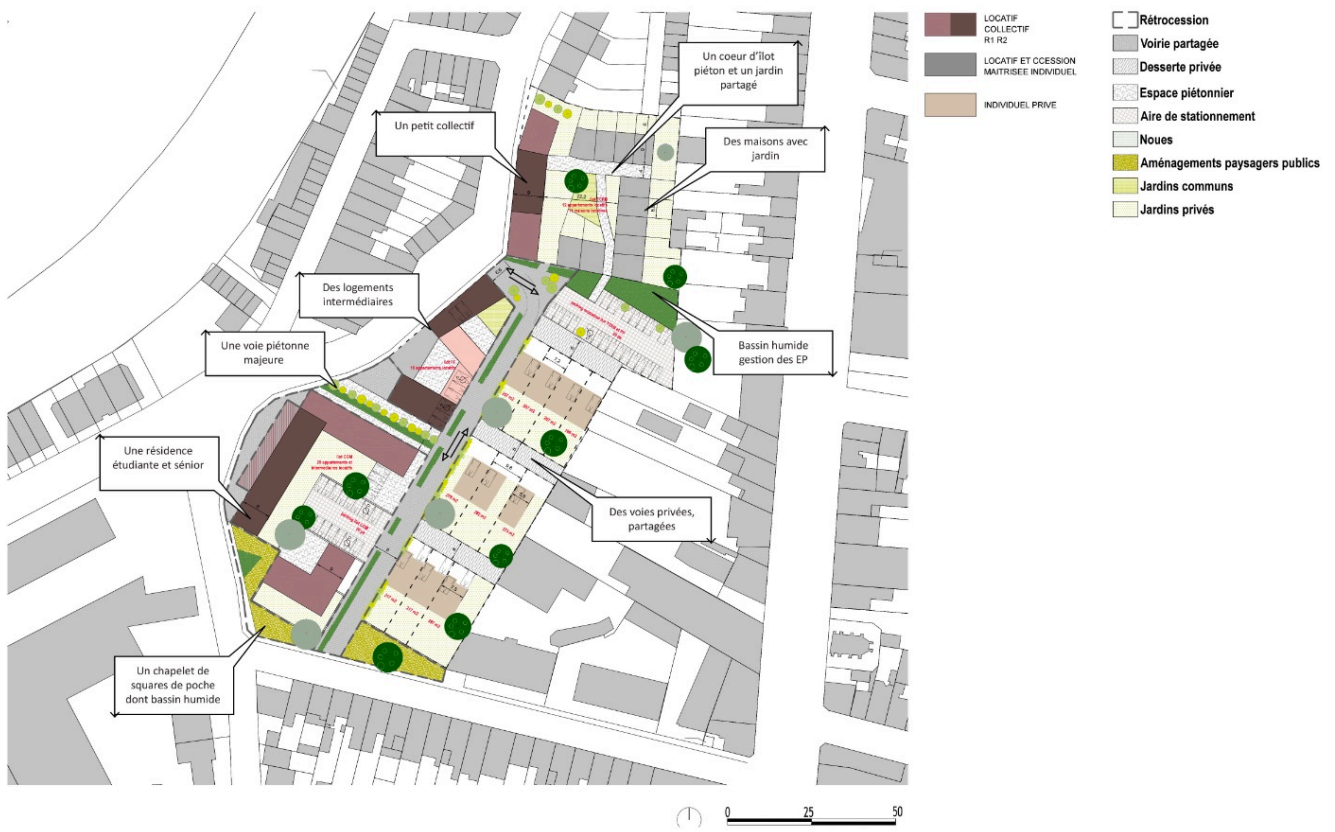 Un coeur d'îlot
piéton et un jardin
partagé
Un petit collectif
Des maisons avec
jardin
Des logements
intermédiaires
Une voie piétonne
majeure
Bassin humide
gestion des EP
Une résidence
étudiante et sénior
Des voies privées,
partagées
Un chapelet de
squares de poche
dont bassin humide
LOCATIF
COLLECTIF
R1 R2
LOCATIF ET CCESSION
MAITRISEE INDIVIDUEL
INDIVIDUEL PRIVE
Rétrocession
Voirie partagée
Desserte privée
Espace piétonnier
Aire de stationnement
Noues
Aménagements paysagers publics
Jardins communs
Jardins privés
0 25 50